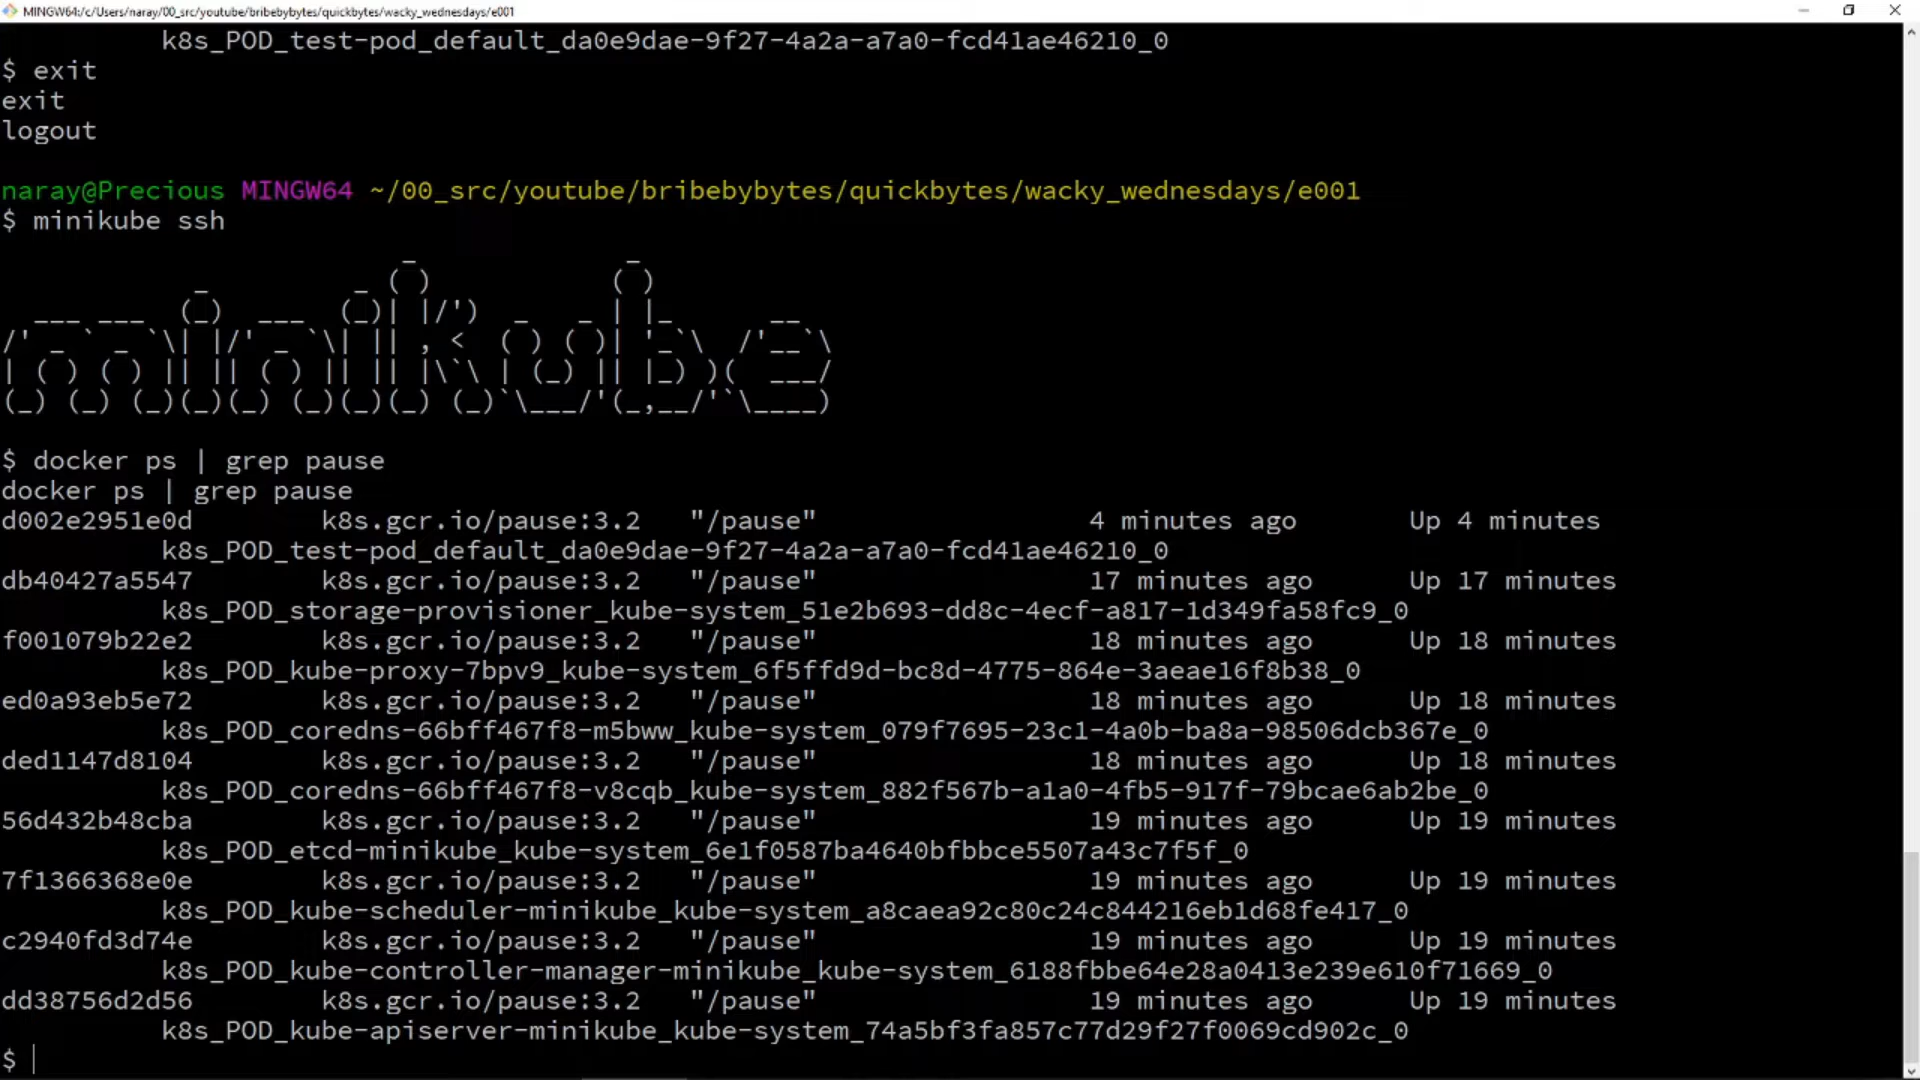 MINGW64:/c/Users/naray/00_src/youtube/bribebybytes/quickbytes/wacky_wednesdays/e001
k8s_POD_test-pod_default_da0e9dae-9f27-4a2a-a7a0-fcd41ae46210_0
$ exit
exit
logout
naray@Precious MINGW64 ~/00_src/youtube/bribebybytes/quickbytes/wacky_wednesdays/e001
$ minikube ssh
minikube
$ docker ps | grep pause
docker ps | grep pause
d002e2951e0d k8s.gcr.io/pause:3.2 "/pause" 4 minutes ago Up 4 minutes
k8s_POD_test-pod_default_da0e9dae-9f27-4a2a-a7a0-fcd41ae46210_0
db40427a5547 k8s.gcr.io/pause:3.2 "/pause" 17 minutes ago Up 17 minutes
k8s_POD_storage-provisioner_kube-system_51e2b693-dd8c-4ecf-a817-1d349fa58fc9_0
f001079b22e2 k8s.gcr.io/pause:3.2 "/pause" 18 minutes ago Up 18 minutes
k8s_POD_kube-proxy-7bpv9_kube-system_6f5ffd9d-bc8d-4775-864e-3aeae16f8b38_0
ed0a93eb5e72 k8s.gcr.io/pause:3.2 "/pause" 18 minutes ago Up 18 minutes
k8s_POD_coredns-66bff467f8-m5bww_kube-system_079f7695-23c1-4a0b-ba8a-98506dcb367e_0
ded1147d8104 k8s.gcr.io/pause:3.2 "/pause" 18 minutes ago Up 18 minutes
k8s_POD_coredns-66bff467f8-v8cqb_kube-system_882f567b-a1a0-4fb5-917f-79bcae6ab2be_0
56d432b48cba k8s.gcr.io/pause:3.2 "/pause" 19 minutes ago Up 19 minutes
k8s_POD_etcd-minikube_kube-system_6e1f0587ba4640bfbbce5507a43c7f5f_0
7f1366368e0e k8s.gcr.io/pause:3.2 "/pause" 19 minutes ago Up 19 minutes
k8s_POD_kube-scheduler-minikube_kube-system_a8caea92c80c24c844216eb1d68fe417_0
c2940fd3d74e k8s.gcr.io/pause:3.2 "/pause" 19 minutes ago Up 19 minutes
k8s_POD_kube-controller-manager-minikube_kube-system_6188fbbe64e28a0413e239e610f71669_0
dd38756d2d56 k8s.gcr.io/pause:3.2 "/pause" 19 minutes ago Up 19 minutes
k8s_POD_kube-apiserver-minikube_kube-system_74a5bf3fa857c77d29f27f0069cd902c_0
$